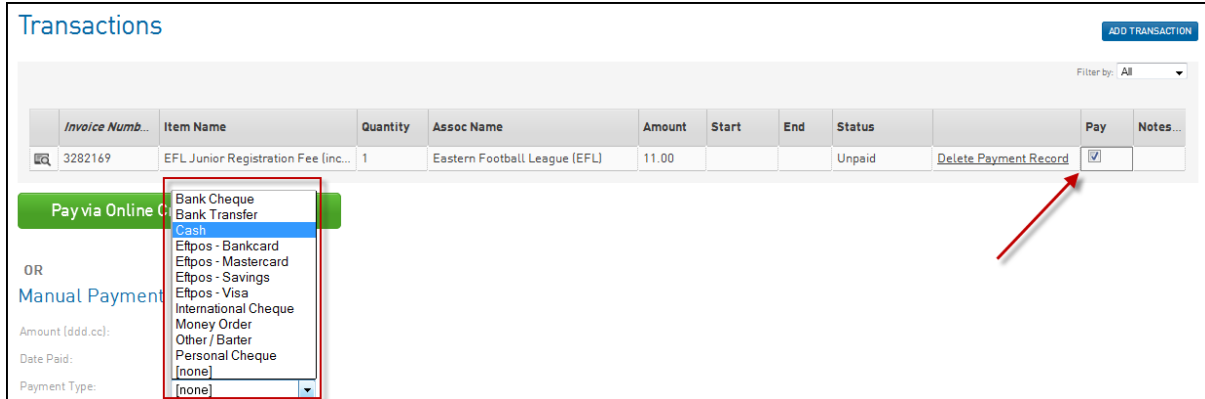 Transactions
ADD TRANSACTION
Filter by: All
Invoice Numb... Item Name Quantity Assoc Name Amount Start End Status Pay Notes...
3282169 EFL Junior Registration Fee (inc... 1 Eastern Football League (EFL) 11.00 Unpaid Delete Payment Record
Pay via Online C
Bank Cheque
Bank Transfer
Cash
Eftpos - Bankcard
Eftpos - Mastercard
Eftpos - Savings
Eftpos - Visa
International Cheque
Money Order
Other / Barter
Personal Cheque
[none]
OR
Manual Payment
Amount (ddd.cc):
Date Paid:
Payment Type: [none]